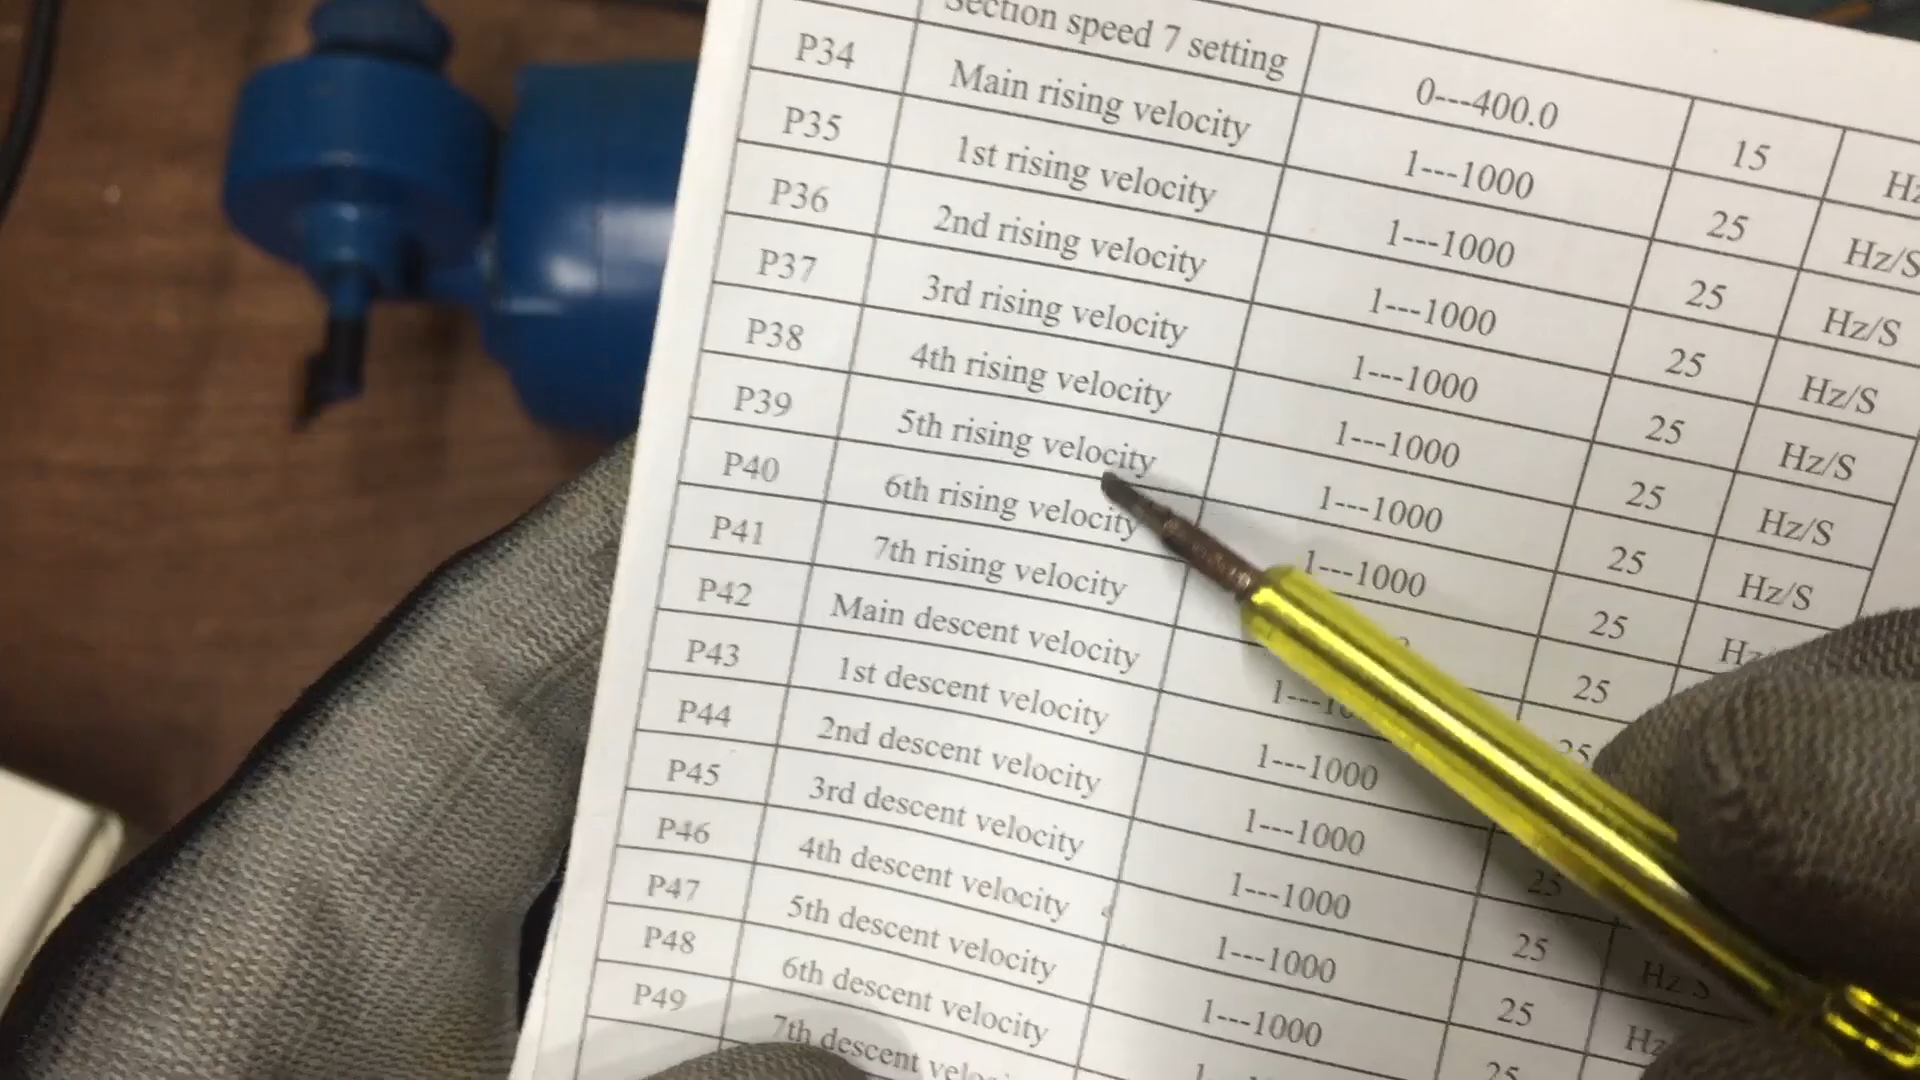 Section speed 7 setting 0---400.0 15 Hz
P34 Main rising velocity 1---1000 25 Hz/S
P35 1st rising velocity 1---1000 25 Hz/S
P36 2nd rising velocity 1---1000 25 Hz/S
P37 3rd rising velocity 1---1000 25 Hz/S
P38 4th rising velocity 1---1000 25 Hz/S
P39 5th rising velocity 1---1000 25 Hz/S
P40 6th rising velocity 1---1000 25 Hz
P41 7th rising velocity 25
P42 Main descent velocity 25
P43 1st descent velocity 1---1000
P44 2nd descent velocity 1---1000 25
P45 3rd descent velocity 1---1000 25 Hz
P46 4th descent velocity 1---1000 25 Hz
P47 5th descent velocity 1---1000 25
P48 6th descent velocity
P49 7th descent